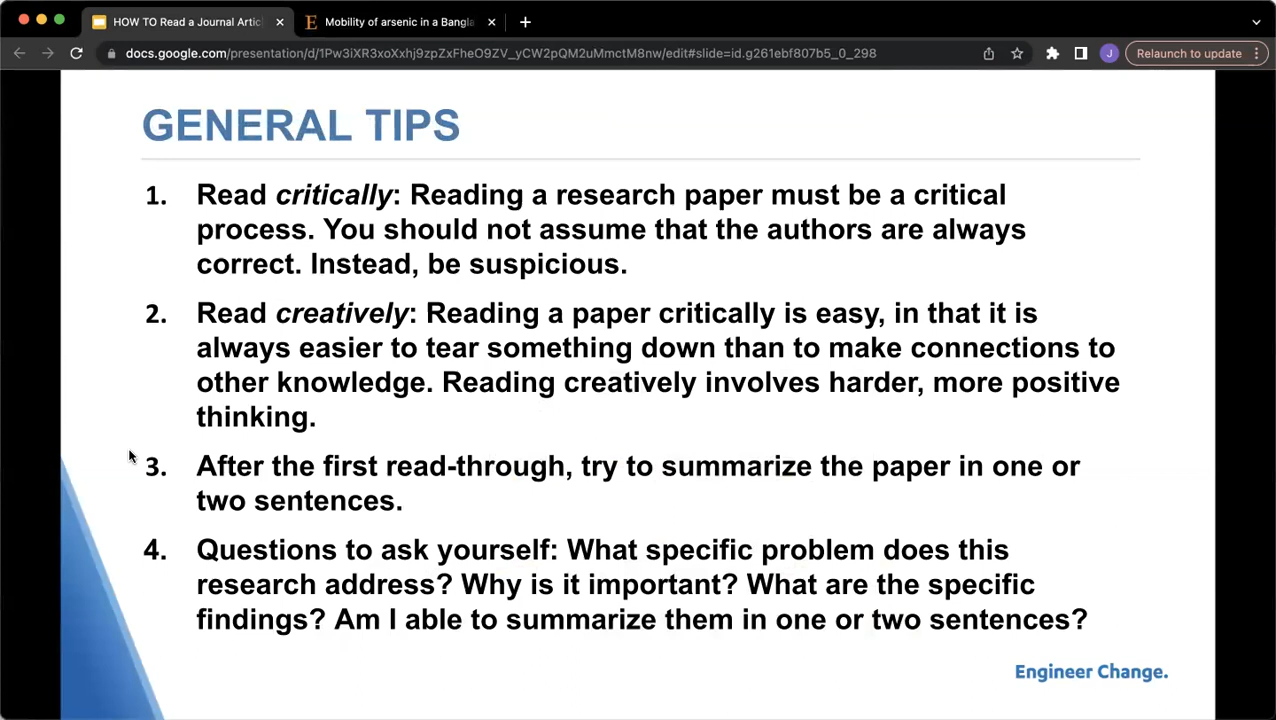 HOW TO Read a Journal Artic
Mobility of arsenic in a Bangla
docs.google.com/presentation/d/1Pw3iXR3xoXxhj9zpZxFheO9ZV_yCW2pQM2uMmctM8nw/edit#slide=id.g261ebf807b5_0_298
J
Relaunch to update
GENERAL TIPS
1. Read critically: Reading a research paper must be a critical
process. You should not assume that the authors are always
correct. Instead, be suspicious.
2. Read creatively: Reading a paper critically is easy, in that it is
always easier to tear something down than to make connections to
other knowledge. Reading creatively involves harder, more positive
thinking.
3. After the first read-through, try to summarize the paper in one or
two sentences.
4. Questions to ask yourself: What specific problem does this
research address? Why is it important? What are the specific
findings? Am I able to summarize them in one or two sentences?
Engineer Change.